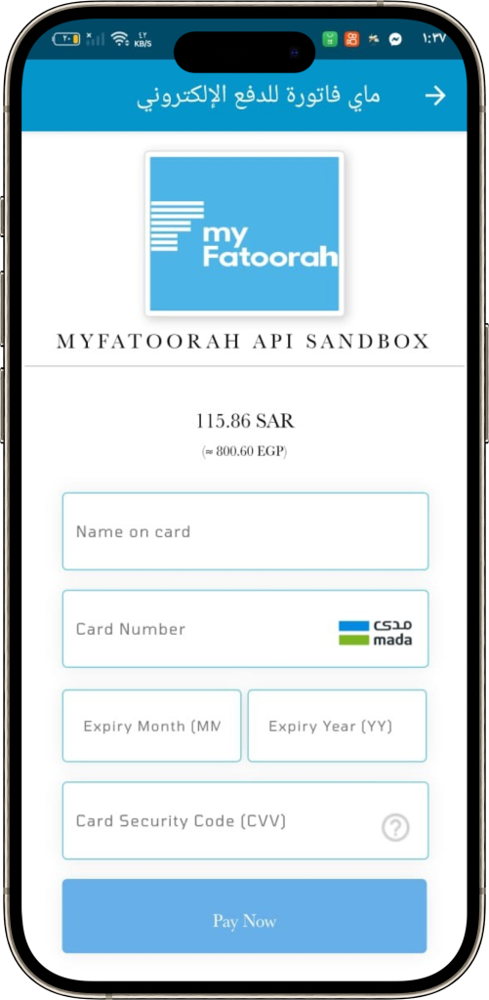 ٢٠
٤٢
KB/S
١:٣٧
ماي فاتورة للدفع الإلكتروني
my
Fatoorah
MYFATOORAH API SANDBOX
115.86 SAR
(≈ 800.60 EGP)
Name on card
Card Number
مدى
mada
Expiry Month (MM
Expiry Year (YY)
Card Security Code (CVV)
?
Pay Now